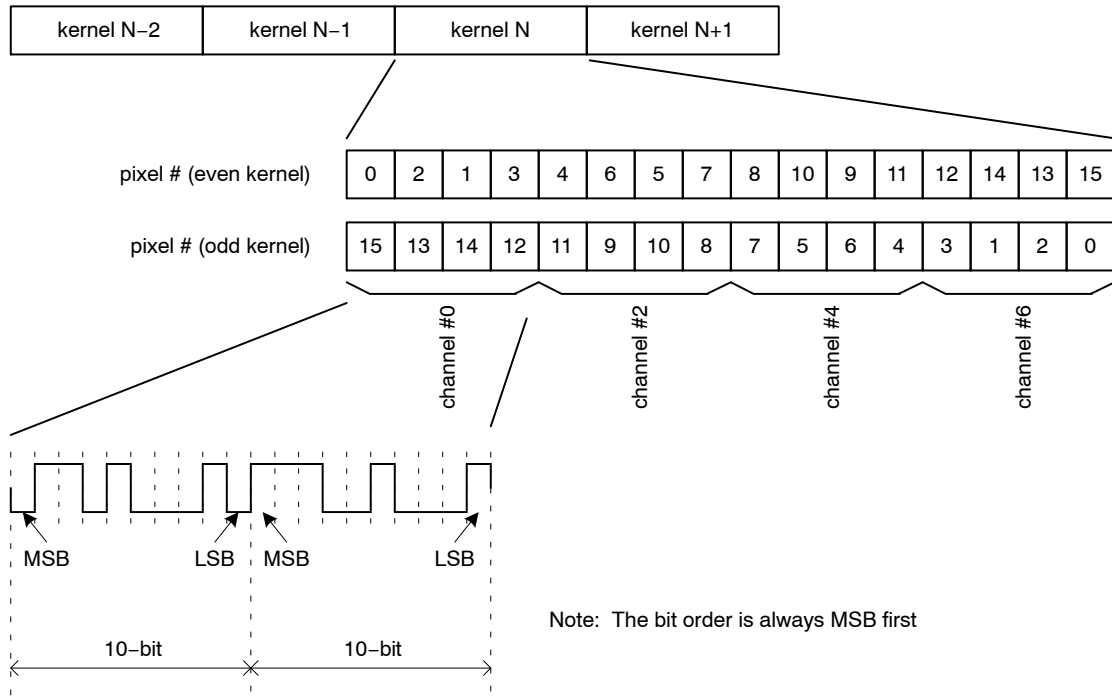 kernel N−2 kernel N−1 kernel N kernel N+1
pixel # (even kernel) 0 2 1 3 4 6 5 7 8 10 9 11 12 14 13 15
pixel # (odd kernel) 15 13 14 12 11 9 10 8 7 5 6 4 3 1 2 0
channel #0 channel #2 channel #4 channel #6
MSB LSB MSB LSB
Note: The bit order is always MSB first
10−bit 10−bit